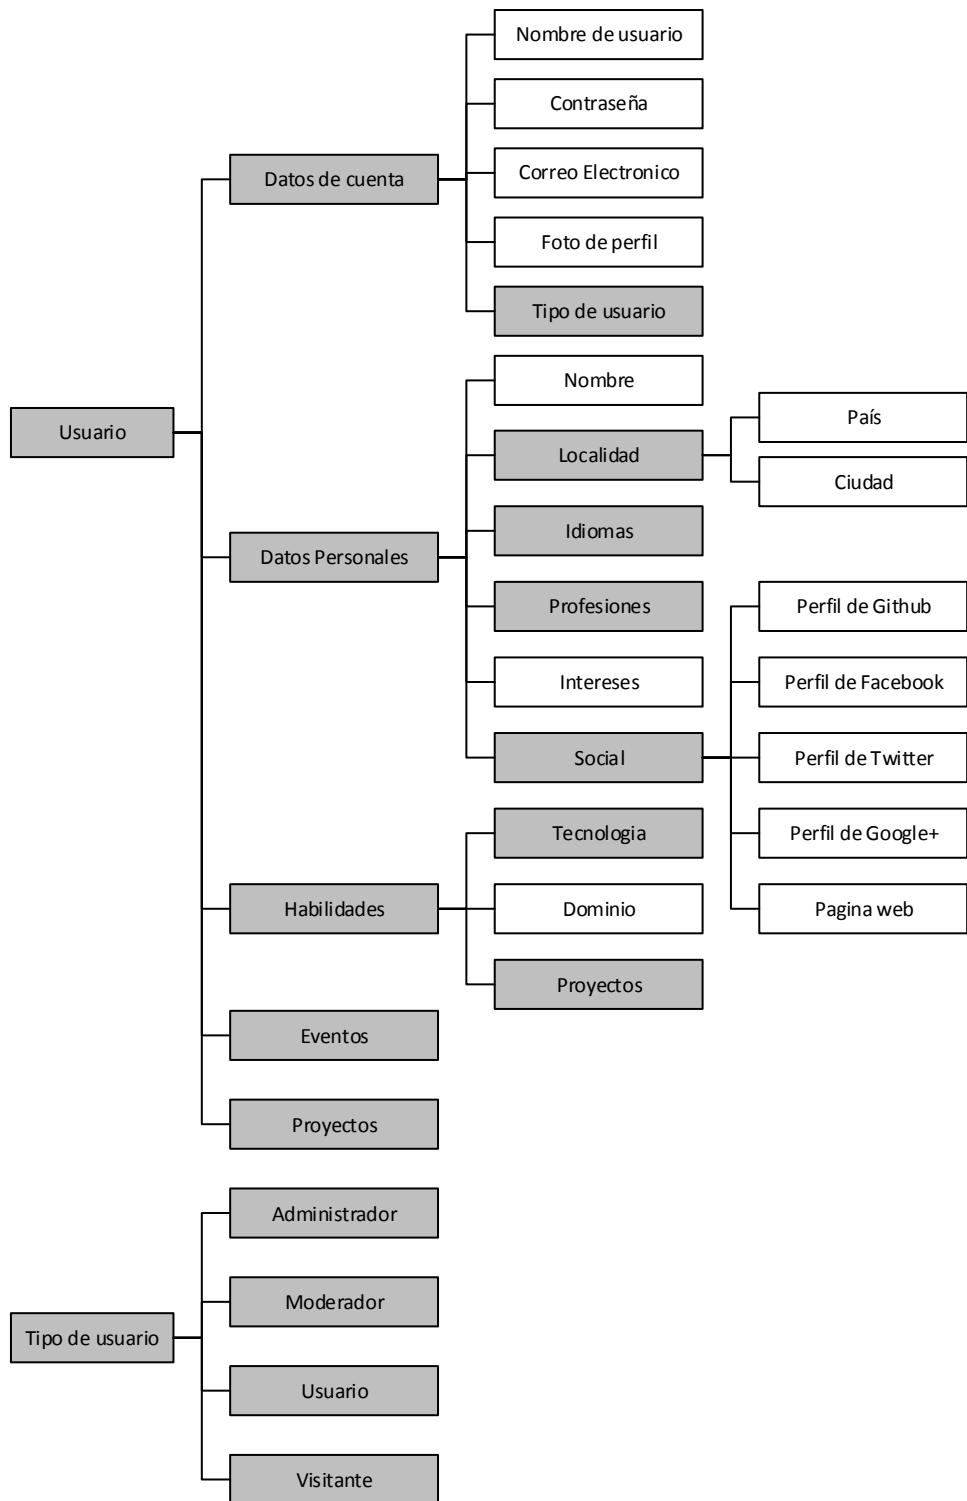 Usuario
Datos de cuenta
Nombre de usuario
Contraseña
Correo Electronico
Foto de perfil
Tipo de usuario
Datos Personales
Nombre
Localidad
País
Ciudad
Idiomas
Profesiones
Intereses
Social
Perfil de Github
Perfil de Facebook
Perfil de Twitter
Perfil de Google+
Pagina web
Habilidades
Tecnologia
Dominio
Proyectos
Eventos
Proyectos
Tipo de usuario
Administrador
Moderador
Usuario
Visitante